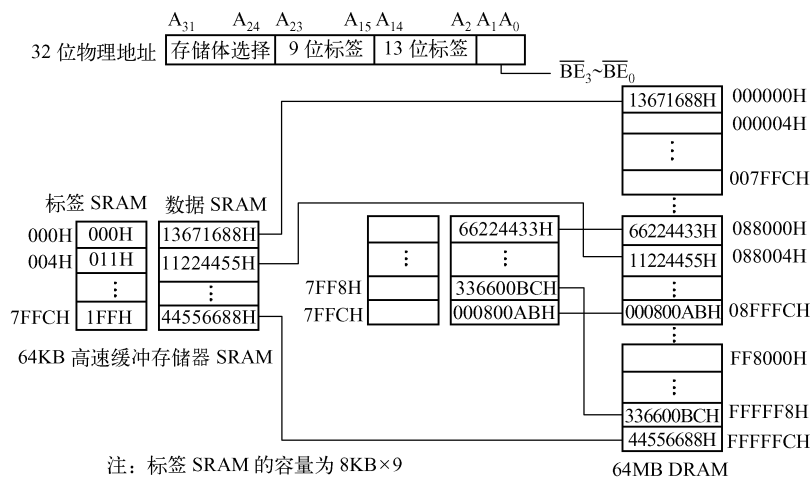 A31 A24 A23 A15 A14 A2 A1 A0
32 位物理地址 存储体选择 9 位标签 13 位标签
BE3~BE0
13671688H 000000H
000004H
⋮
007FFCH
⋮
标签 SRAM 数据 SRAM
000H 000H 13671688H 66224433H 66224433H 088000H
004H 011H 11224455H ⋮ 11224455H 088004H
⋮ ⋮ 7FF8H 336600BCH ⋮
7FFCH 1FFH 44556688H 7FFCH 000800ABH 000800ABH 08FFFCH
⋮
64KB 高速缓冲存储器 SRAM
FF8000H
⋮
336600BCH FFFFF8H
44556688H FFFFFCH
注：标签 SRAM 的容量为 8KB×9
64MB DRAM